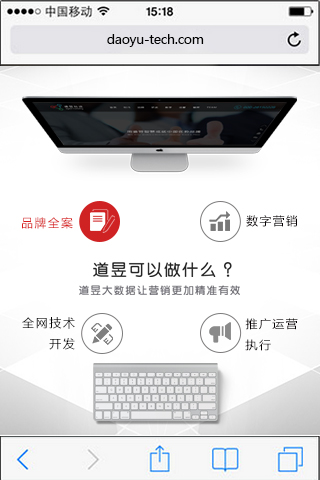 中国移动
15:18
daoyu-tech.com
品牌全案
数字营销
道昱可以做什么？
道昱大数据让营销更加精准有效
全网技术
开发
推广运营
执行